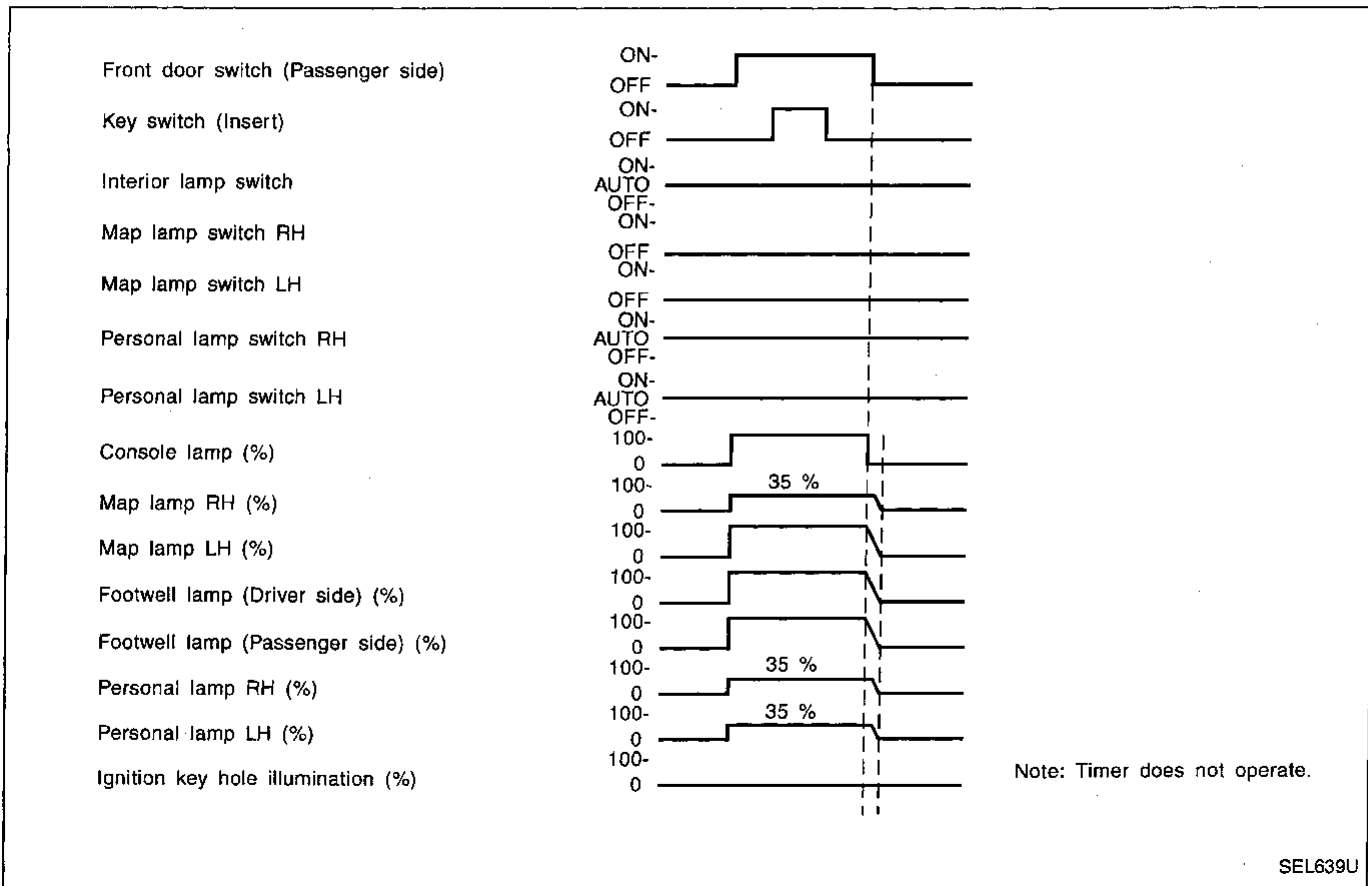 Front door switch (Passenger side) ON- OFF
Key switch (Insert) ON- OFF
Interior lamp switch ON- AUTO OFF-
Map lamp switch RH ON- OFF
Map lamp switch LH ON- OFF
Personal lamp switch RH ON- AUTO OFF-
Personal lamp switch LH ON- AUTO OFF-
Console lamp (%) 100- 0
Map lamp RH (%) 100- 0 35 %
Map lamp LH (%) 100- 0
Footwell lamp (Driver side) (%) 100- 0
Footwell lamp (Passenger side) (%) 100- 0
Personal lamp RH (%) 100- 0 35 %
Personal lamp LH (%) 100- 0 35 %
Ignition key hole illumination (%) 100- 0
Note: Timer does not operate.
SEL639U